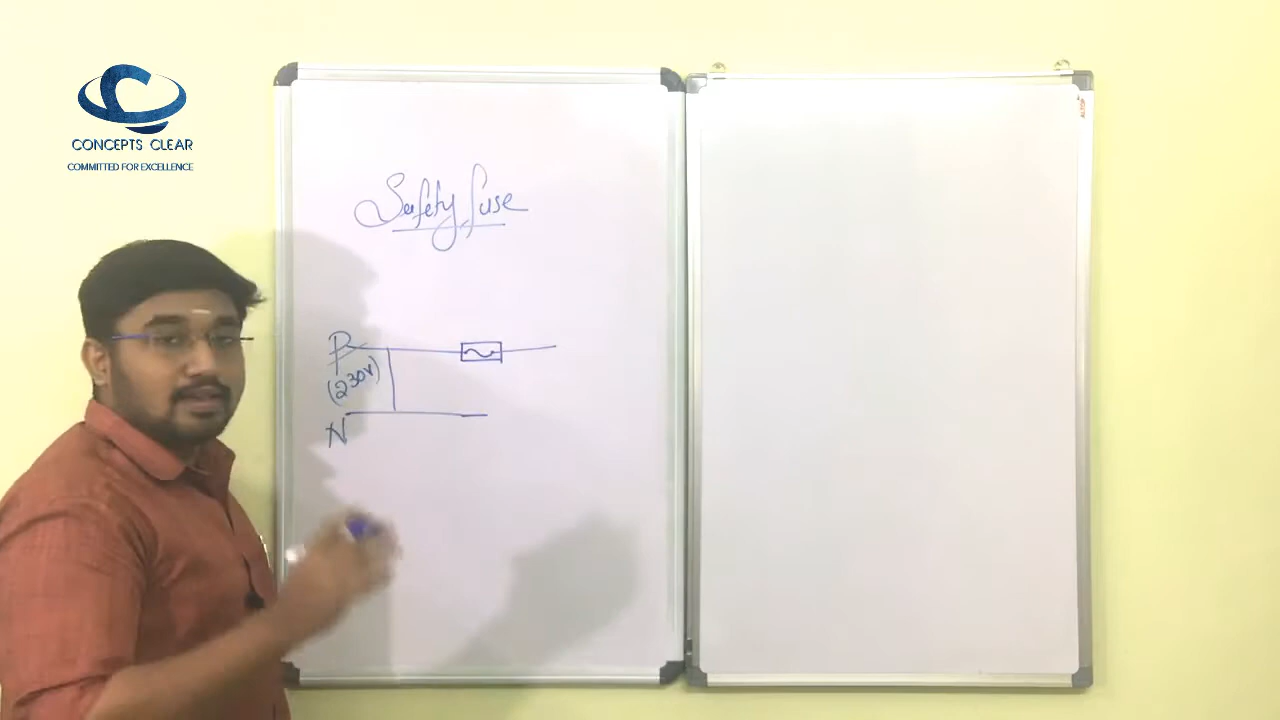 CONCEPTS CLEAR
COMMITTED FOR EXCELLENCE
Safety fuse
P
(230V)
N